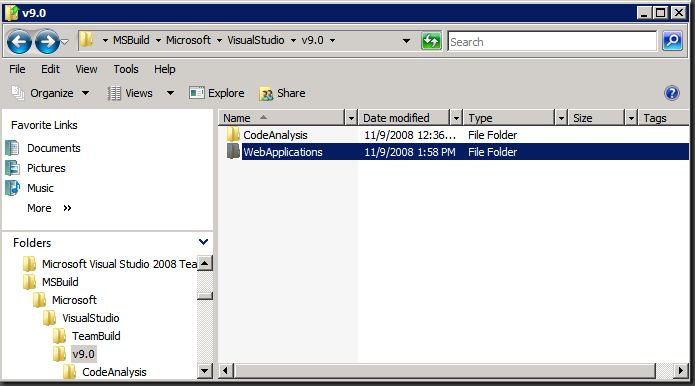 v9.0
MSBuild Microsoft VisualStudio v9.0 Search
File Edit View Tools Help
Organize Views Explore Share
Name Date modified Type Size Tags
CodeAnalysis 11/9/2008 12:36... File Folder
WebApplications 11/9/2008 1:58 PM File Folder
Favorite Links
Documents
Pictures
Music
More »
Folders
Microsoft Visual Studio 2008 Tea
MSBuild
Microsoft
VisualStudio
TeamBuild
v9.0
CodeAnalysis